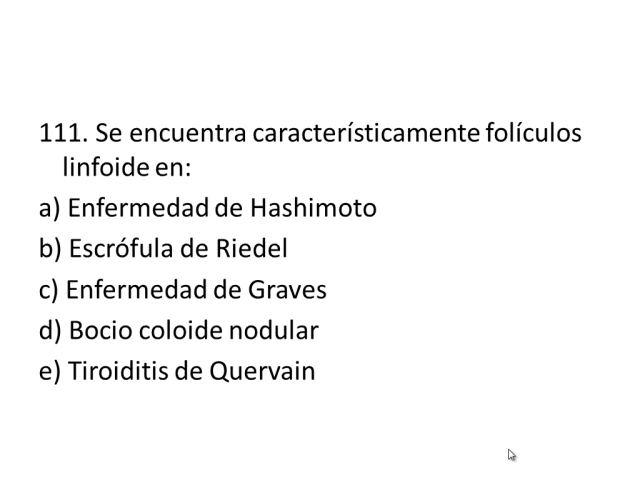 111. Se encuentra característicamente folículos
linfoide en:
a) Enfermedad de Hashimoto
b) Escrófula de Riedel
c) Enfermedad de Graves
d) Bocio coloide nodular
e) Tiroiditis de Quervain